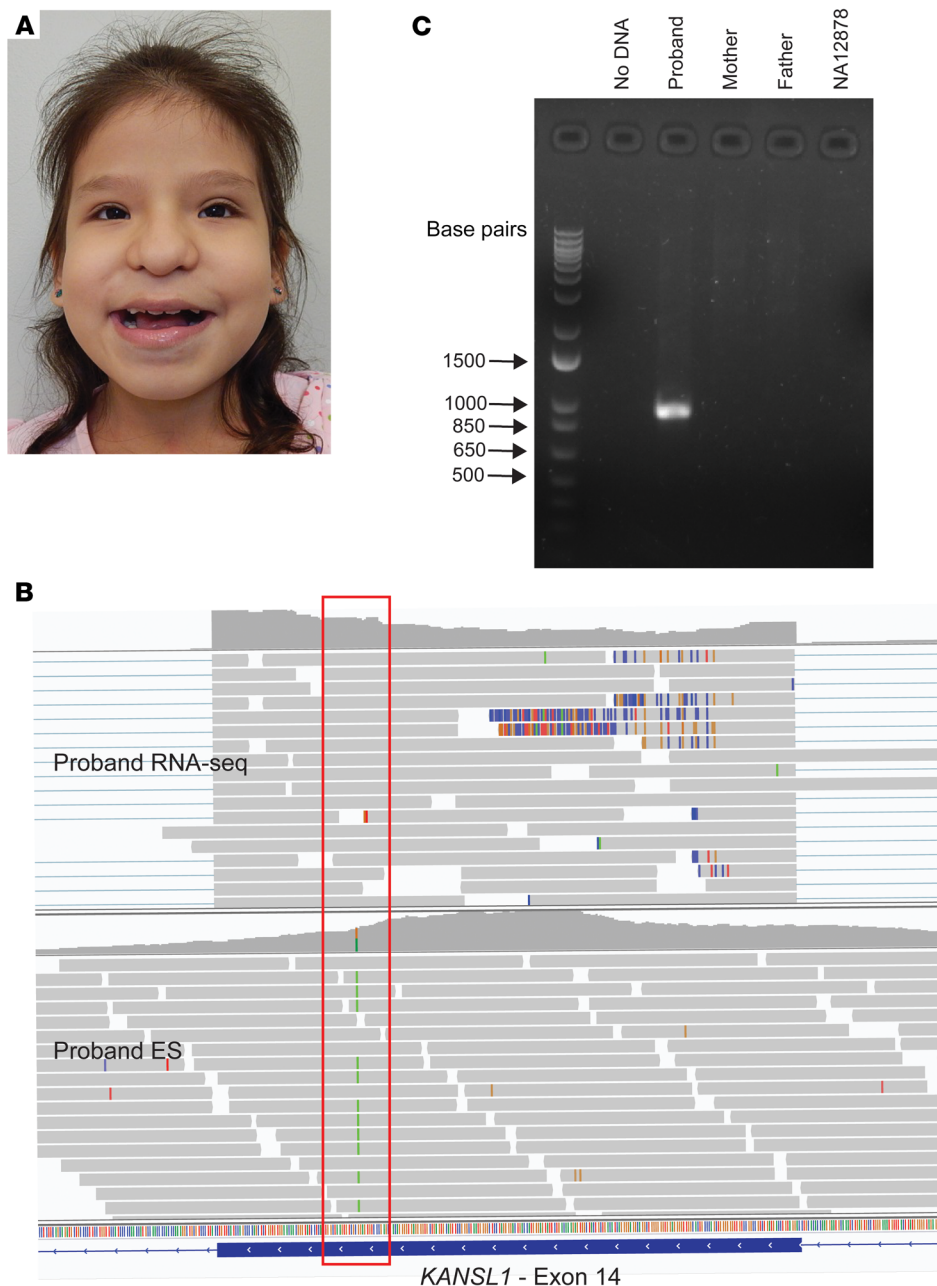 A
C
No DNA
Proband
Mother
Father
NA12878
Base pairs
1500
1000
850
650
500
B
Proband RNA-seq
Proband ES
KANSL1 - Exon 14